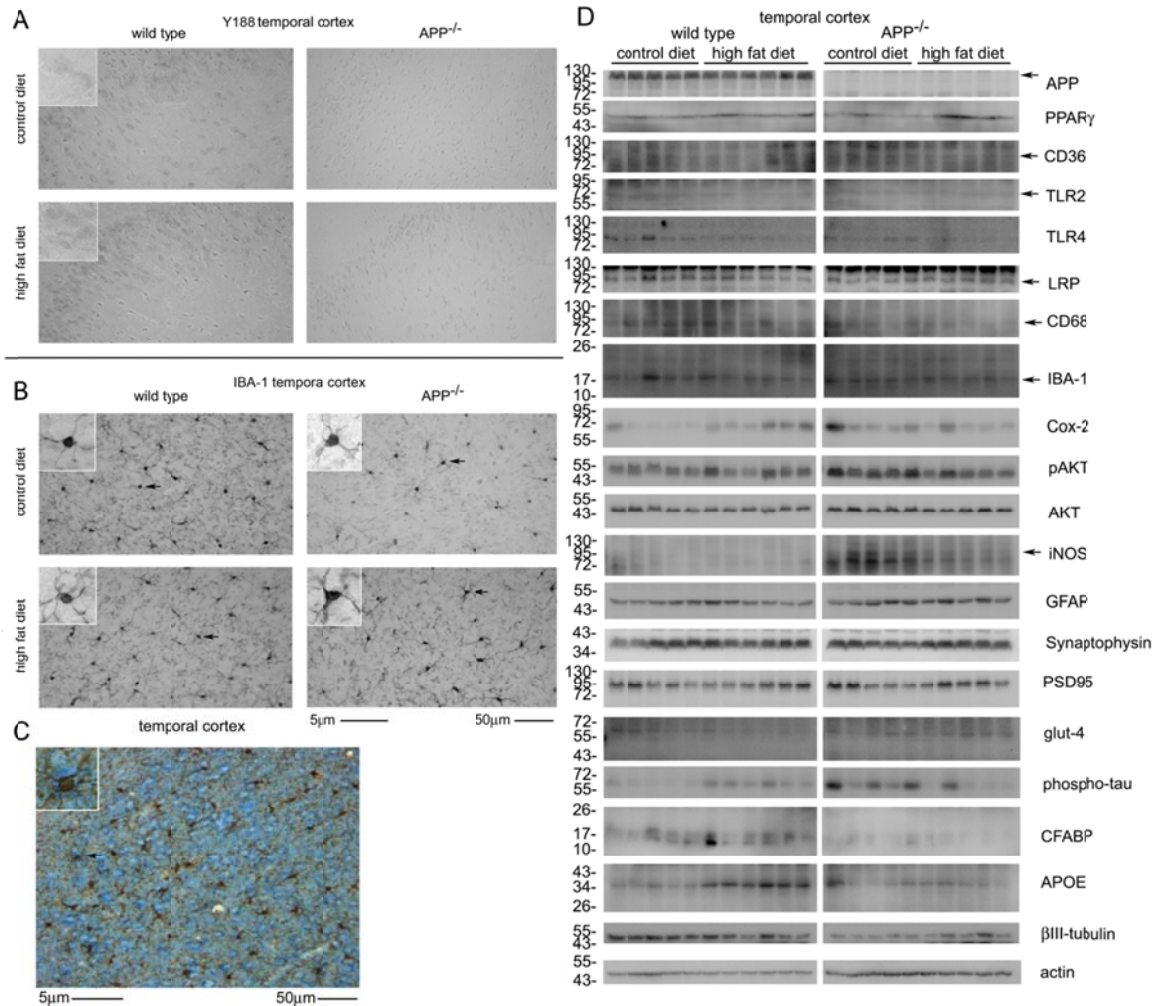 A
Y188 temporal cortex
wild type
APP-/-
control diet
high fat diet
B
IBA-1 tempora cortex
wild type
APP-/-
control diet
high fat diet
5μm
50μm
C
temporal cortex
5μm
50μm
D
temporal cortex
wild type
APP-/-
control diet
high fat diet
control diet
high fat diet
130-
95-
72-
APP
55-
43-
PPARγ
130-
95-
72-
CD36
95-
72-
55-
TLR2
130-
95-
72-
TLR4
130-
95-
72-
LRP
130-
95-
72-
CD68
26-
17-
10-
IBA-1
95-
72-
55-
Cox-2
55-
43-
pAKT
55-
43-
AKT
130-
95-
72-
iNOS
55-
43-
GFAP
43-
34-
Synaptophysin
130-
95-
72-
PSD95
72-
55-
43-
glut-4
72-
55-
phospho-tau
26-
17-
10-
CFABP
43-
34-
26-
APOE
55-
43-
βIII-tubulin
55-
43-
actin